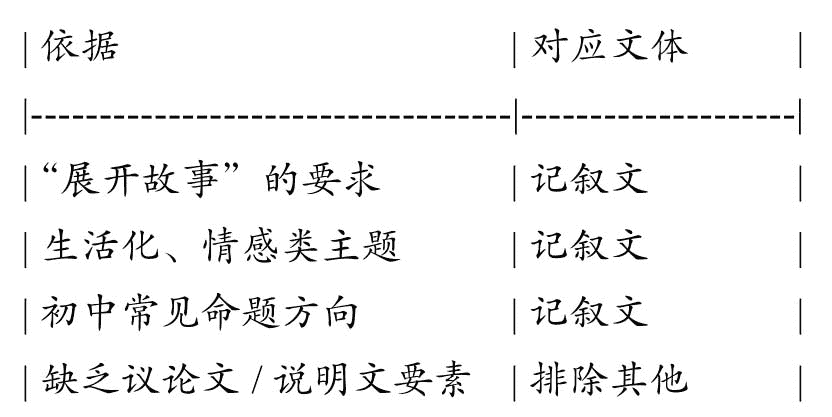 | 依据 | 对应文体 |
|-----------------------------------|--------------------|
| “展开故事”的要求 | 记叙文 |
| 生活化、情感类主题 | 记叙文 |
| 初中常见命题方向 | 记叙文 |
| 缺乏议论文 / 说明文要素 | 排除其他 |